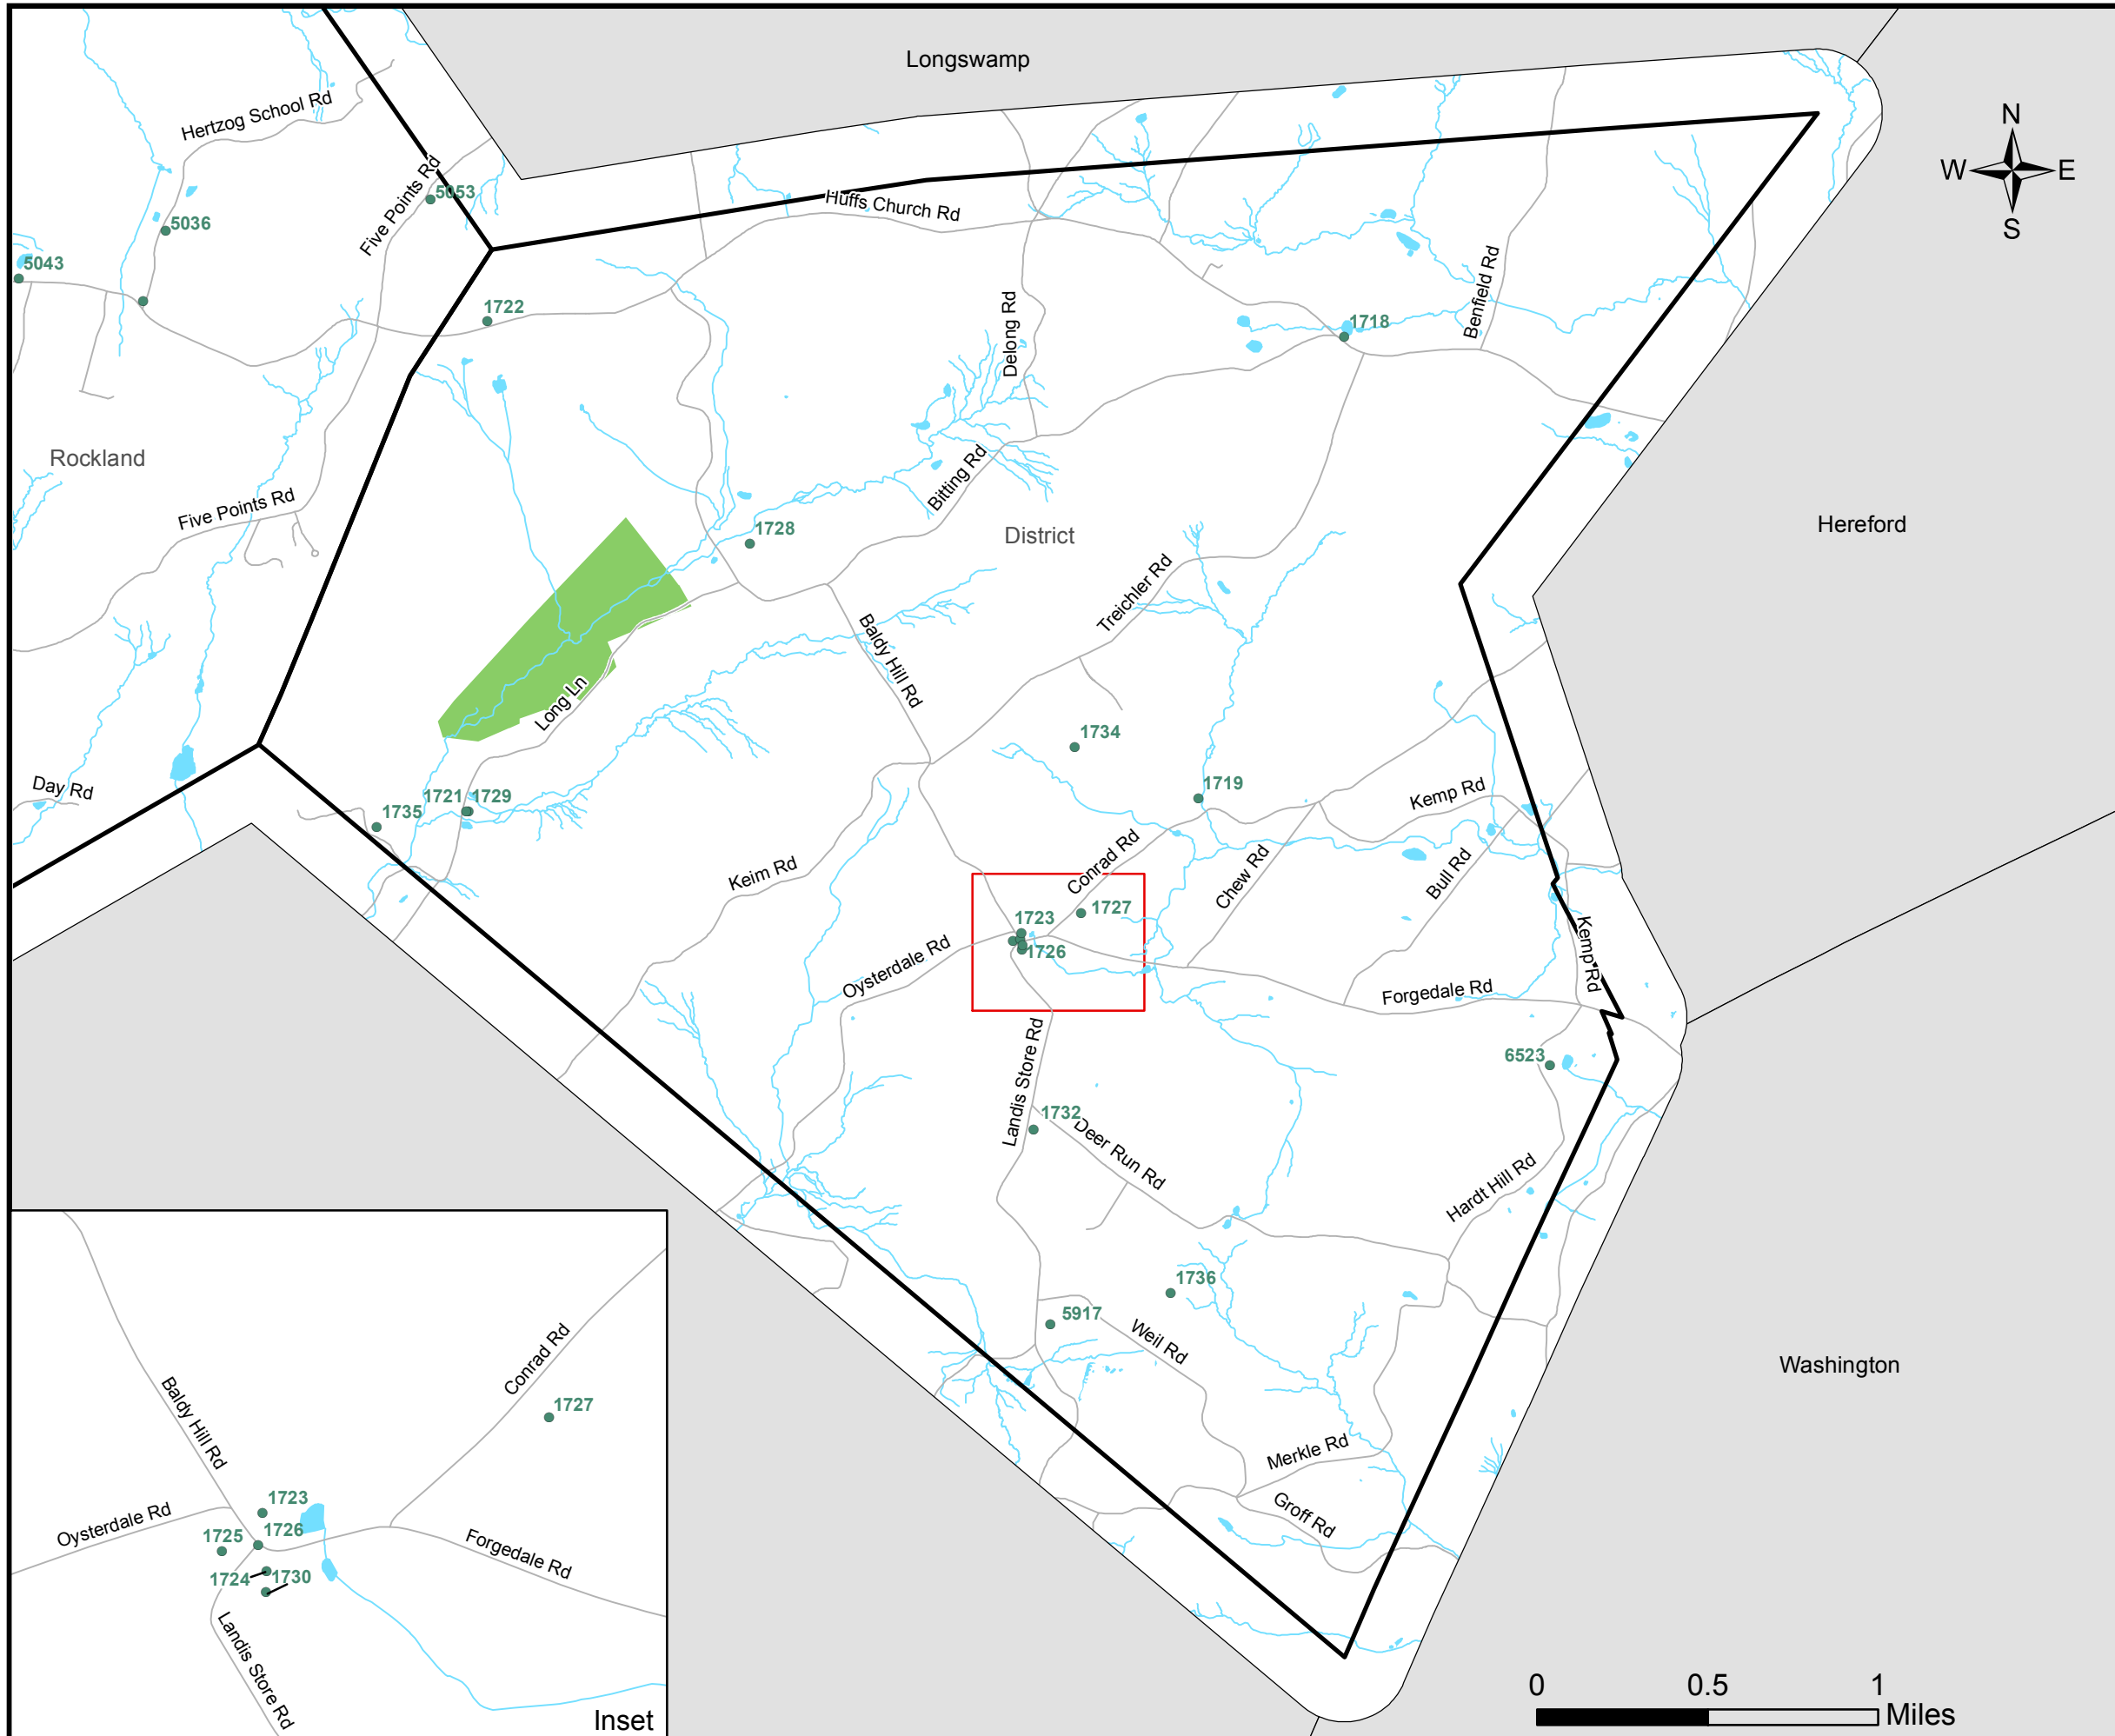 Longswamp
Hertzog School Rd
N
W
E
S
Five Points Rd
5053
Huffs Church Rd
5036
5043
1722
Delong Rd
Benfield Rd
1718
Rockland
Bitting Rd
Five Points Rd
1728
District
Hereford
Treichler Rd
Baldy Hill Rd
Long Ln
1734
Day Rd
1719
1721
1729
1735
Kemp Rd
Keim Rd
Conrad Rd
Chew Rd
Bull Rd
1727
1723
1726
Oysterdale Rd
Kemp Rd
Forgedale Rd
Landis Store Rd
6523
1732
Deer Run Rd
Hardt Hill Rd
1736
5917
Weil Rd
Washington
Merkle Rd
Groff Rd
Conrad Rd
Baldy Hill Rd
1727
1723
Oysterdale Rd
1725
1726
Forgedale Rd
1724
1730
Landis Store Rd
Inset
0
0.5
1
Miles